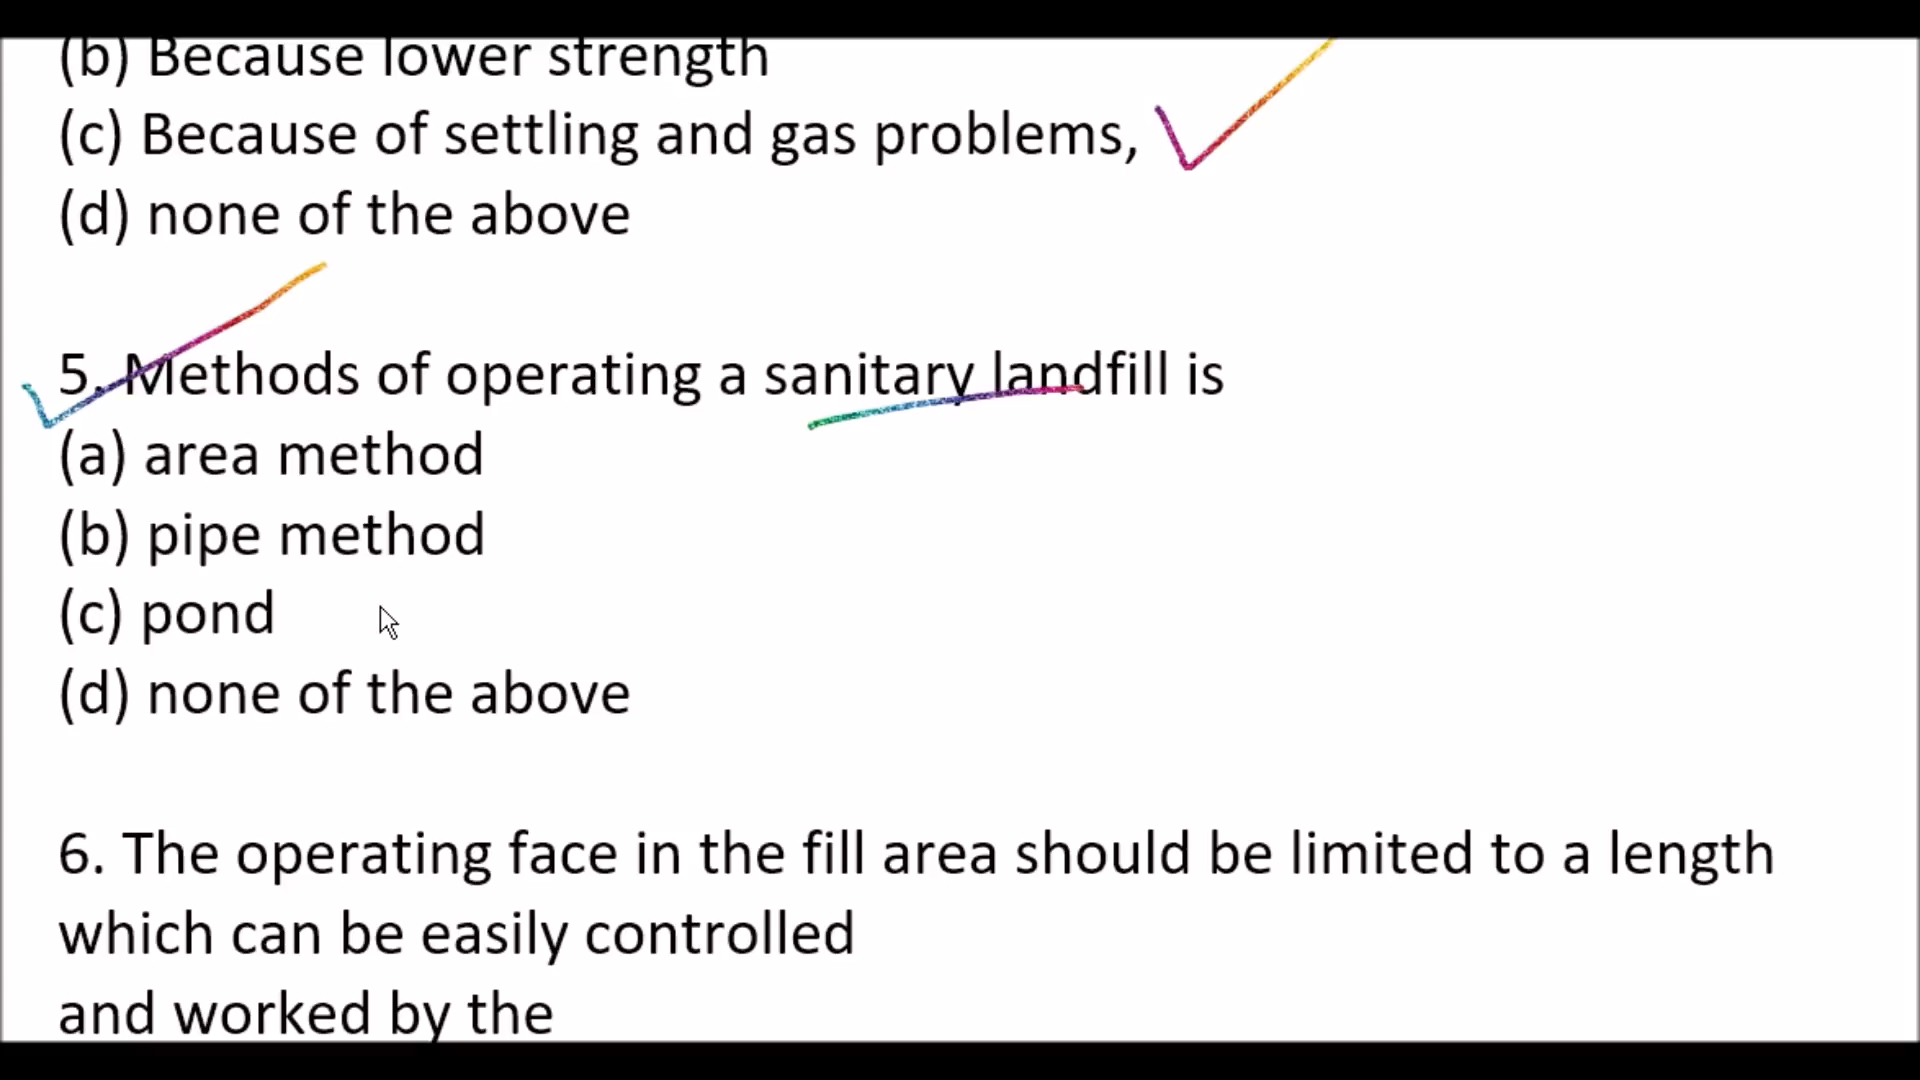 (b) Because lower strength
(c) Because of settling and gas problems,
(d) none of the above
5. Methods of operating a sanitary landfill is
(a) area method
(b) pipe method
(c) pond
(d) none of the above
6. The operating face in the fill area should be limited to a length
which can be easily controlled
and worked by the